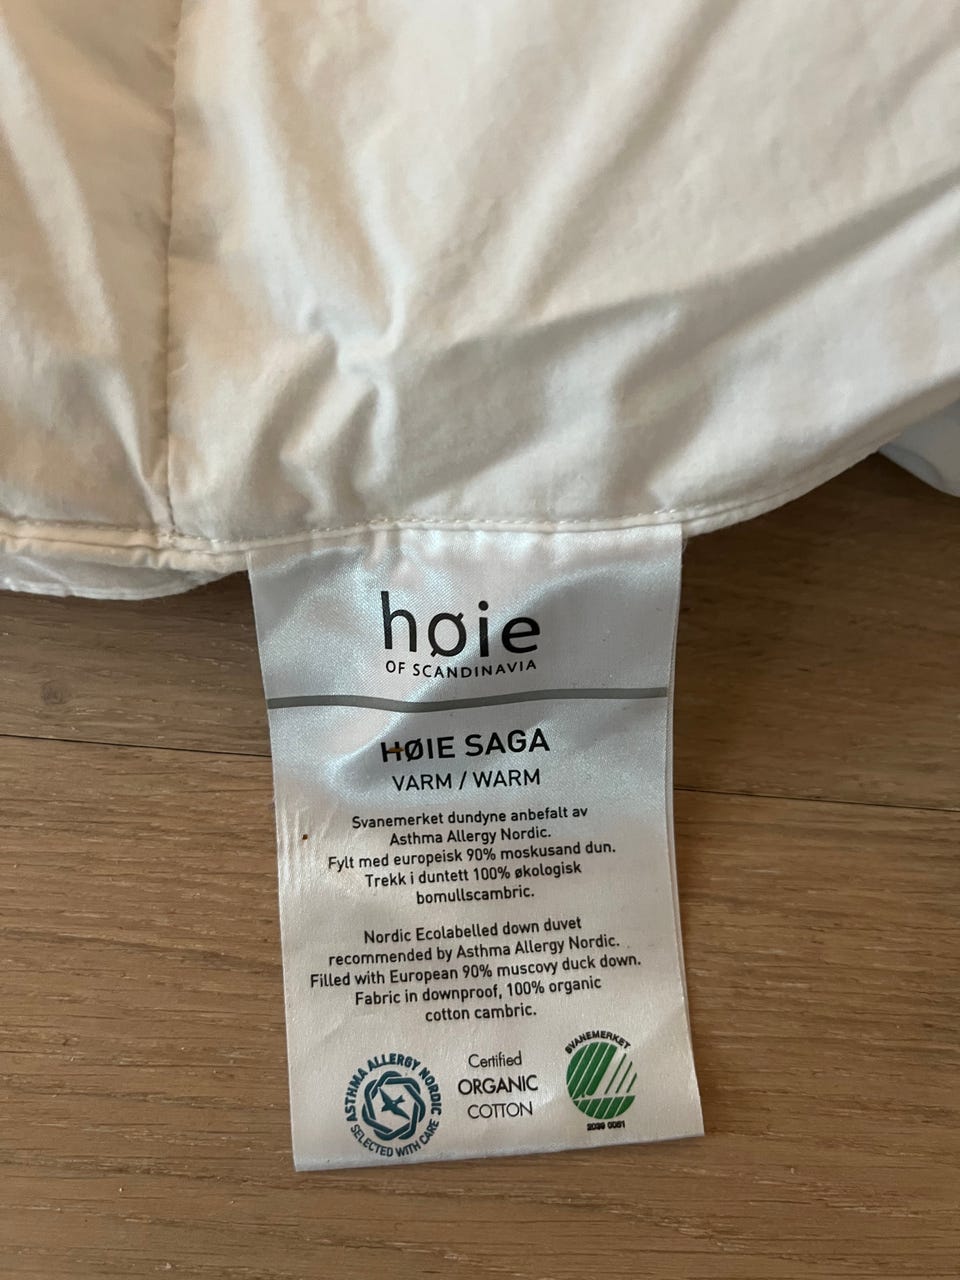 høie
OF SCANDINAVIA
HØIE SAGA
VARM / WARM
Svanemerket dundyne anbefalt av
Asthma Allergy Nordic.
Fylt med europeisk 90% moskusand dun.
Trekk i duntett 100% økologisk
bomullscambric.
Nordic Ecolabelled down duvet
recommended by Asthma Allergy Nordic.
Filled with European 90% muscovy duck down.
Fabric in downproof, 100% organic
cotton cambric.
ASTHMA ALLERGY NORDIC
SELECTED WITH CARE
Certified
ORGANIC
COTTON
SVANEMERKET
2039 0051